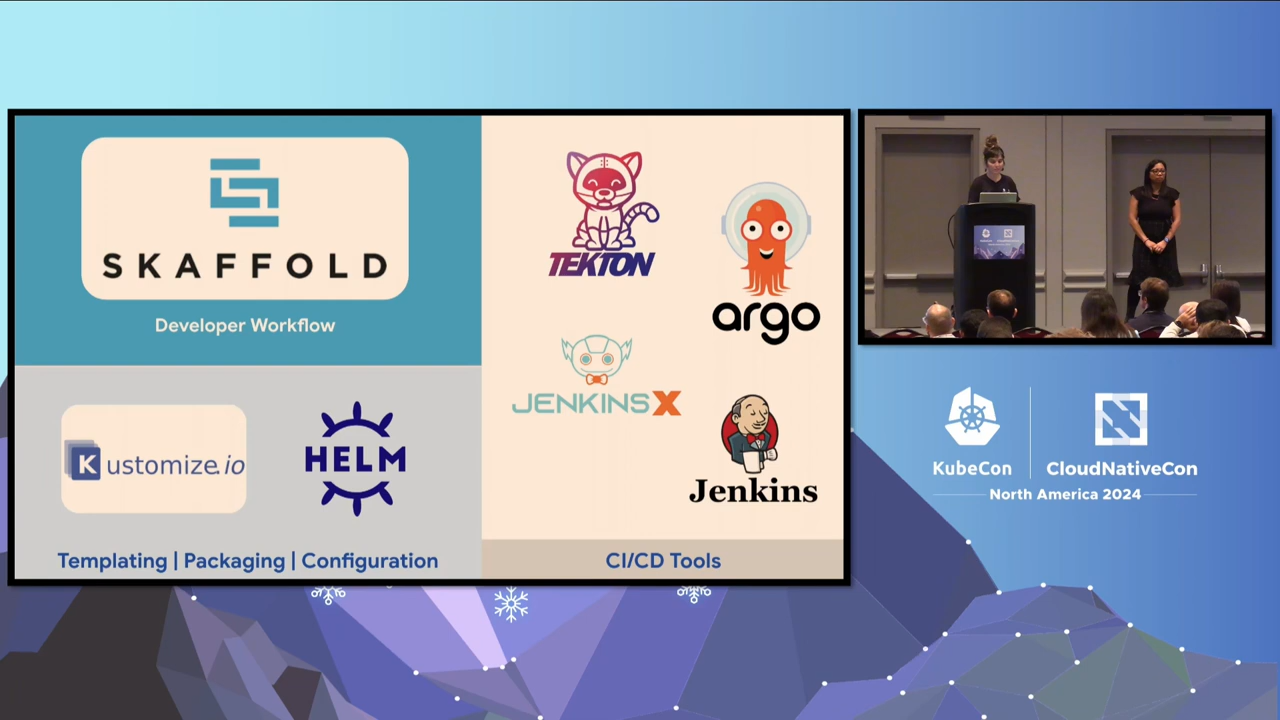 SKAFFOLD
Developer Workflow
Kustomize.io
HELM
Templating | Packaging | Configuration
TEKTON
argo
JENKINS X
Jenkins
CI/CD Tools
KubeCon
CloudNativeCon
North America 2024